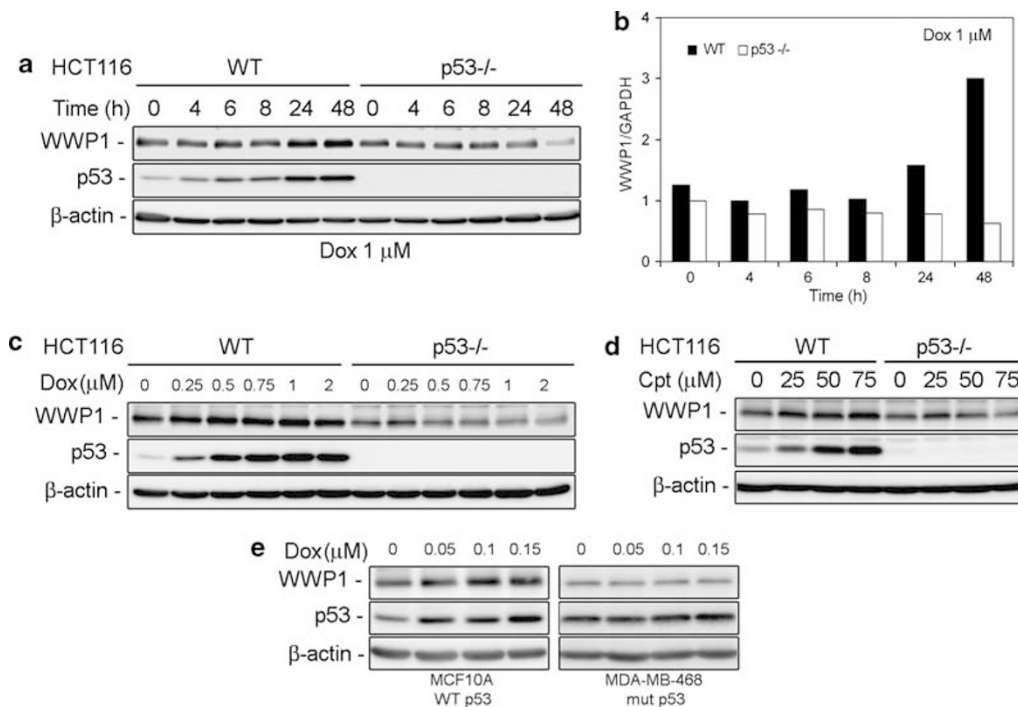 a HCT116 WT p53-/-
Time (h) 0 4 6 8 24 48 0 4 6 8 24 48
WWP1 -
p53 -
β-actin -
Dox 1 μM
b
Dox 1 μM
WT p53 -/-
WWP1/GAPDH
4
3
2
1
0
0 4 6 8 24 48
Time (h)
c HCT116 WT p53-/-
Dox(μM) 0 0.25 0.5 0.75 1 2 0 0.25 0.5 0.75 1 2
WWP1 -
p53 -
β-actin -
d HCT116 WT p53-/-
Cpt (μM) 0 25 50 75 0 25 50 75
WWP1 -
p53 -
β-actin -
e Dox(μM) 0 0.05 0.1 0.15 0 0.05 0.1 0.15
WWP1 -
p53 -
β-actin -
MCF10A MDA-MB-468
WT p53 mut p53